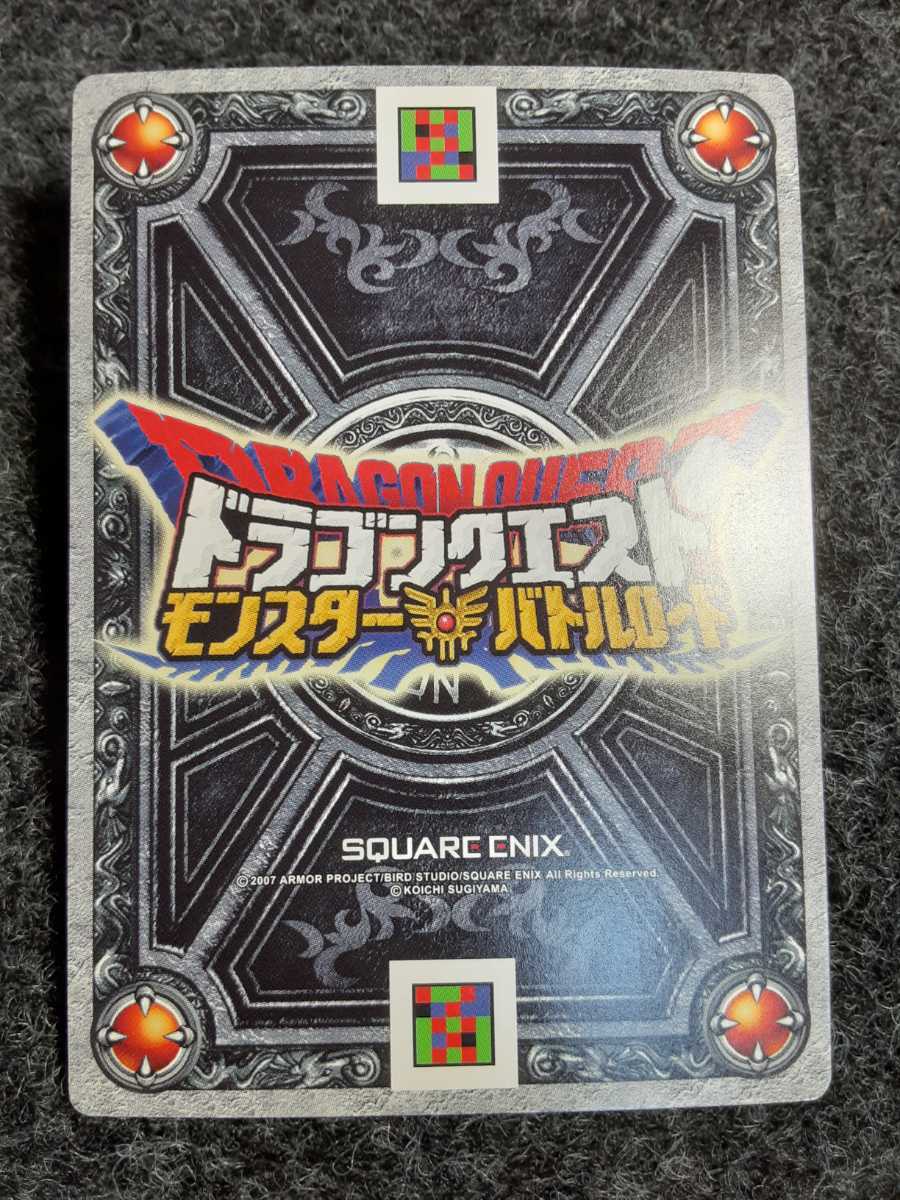 DRAGON QUEST
ドラゴンクエスト
モンスター バトルロード
SQUARE ENIX
© 2007 ARMOR PROJECT/BIRD STUDIO/SQUARE ENIX All Rights Reserved.
© KOICHI SUGIYAMA